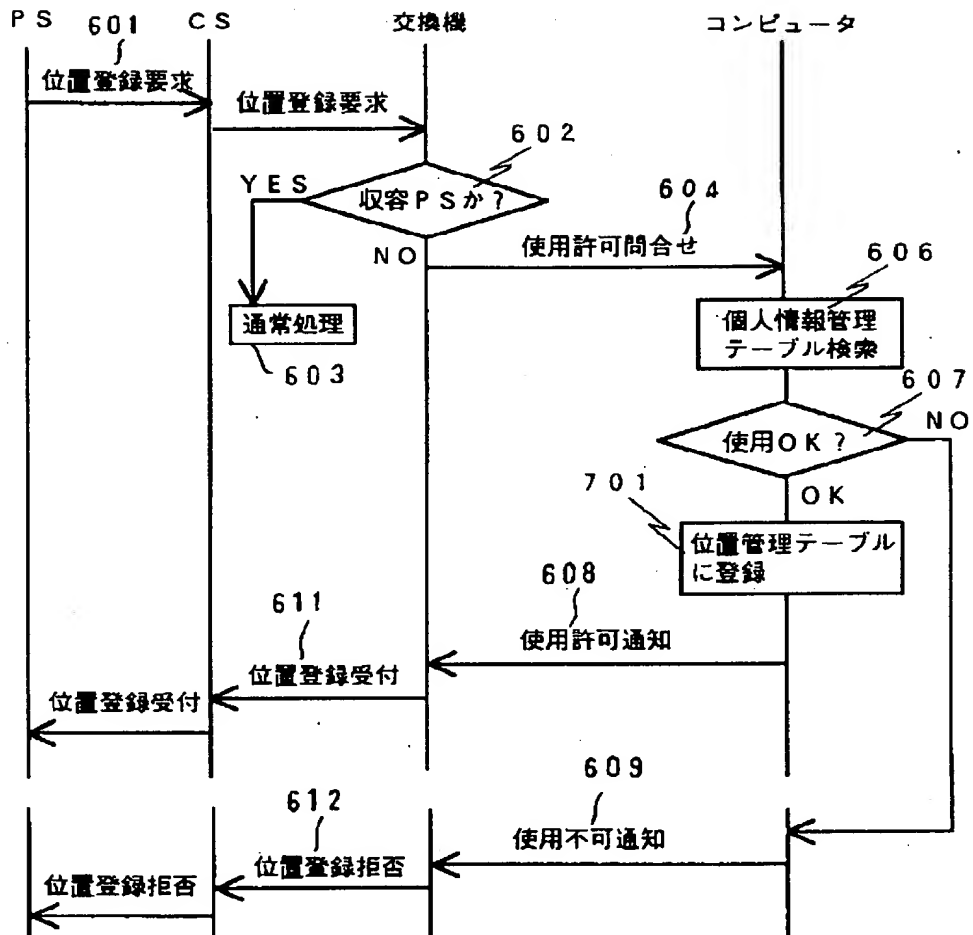 PS
601
CS
交換機
コンピュータ
位置登録要求
位置登録要求
602
YES
収容PSか?
604
NO
使用許可問合せ
606
通常処理
個人情報管理
テーブル検索
603
607
使用OK?
NO
701
OK
位置管理テーブル
に登録
608
611
使用許可通知
位置登録受付
位置登録受付
609
612
使用不可通知
位置登録拒否
位置登録拒否